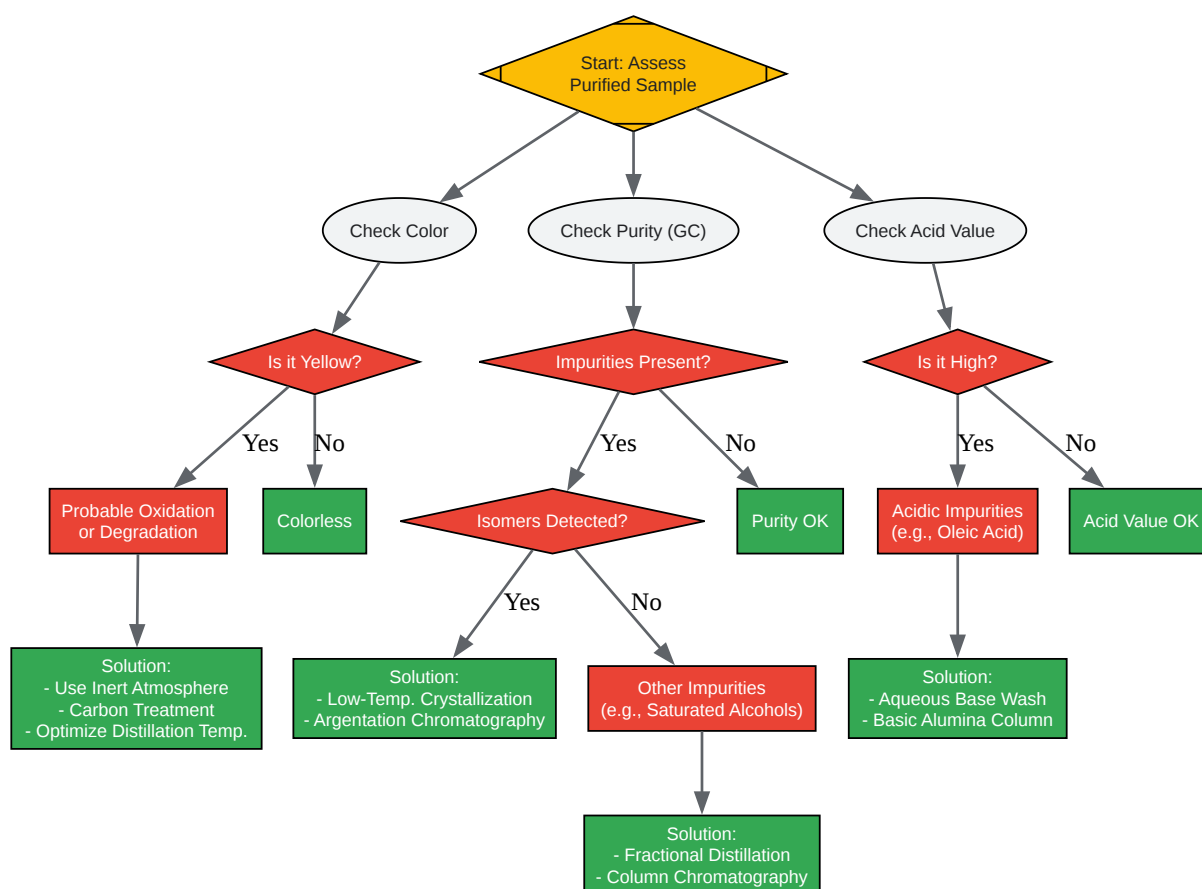 Start: Assess
Purified Sample
Check Color
Check Purity (GC)
Check Acid Value
Is it Yellow?
Impurities Present?
Is it High?
Yes
No
Yes
No
Yes
No
Probable Oxidation
or Degradation
Colorless
Isomers Detected?
Purity OK
Acidic Impurities
(e.g., Oleic Acid)
Acid Value OK
Yes
No
Solution:
- Use Inert Atmosphere
- Carbon Treatment
- Optimize Distillation Temp.
Solution:
- Low-Temp. Crystallization
- Argentation Chromatography
Other Impurities
(e.g., Saturated Alcohols)
Solution:
- Aqueous Base Wash
- Basic Alumina Column
Solution:
- Fractional Distillation
- Column Chromatography